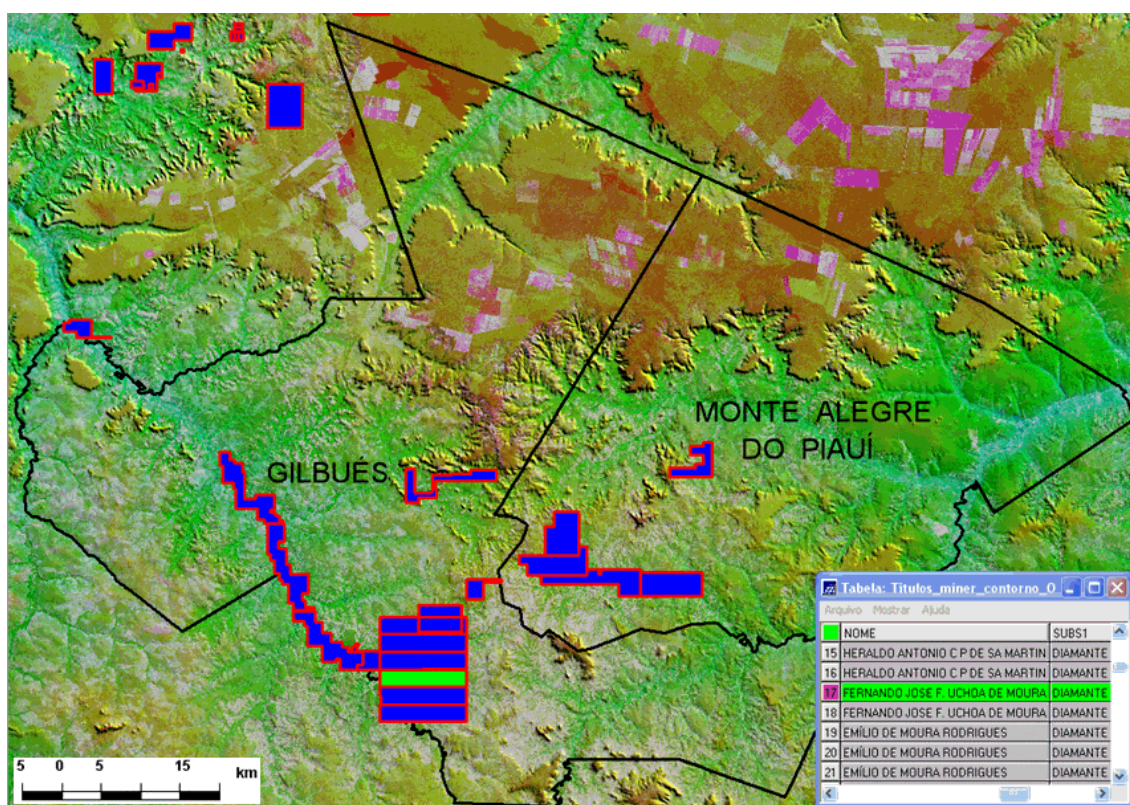 GILBUÉS
MONTE ALEGRE
DO PIAUÍ
5 0 5 15 km
Tabela: Titulos_miner_contorno_0
Arquivo Mostrar Ajuda
NOME SUBS1
15 HERALDO ANTONIO C P DE SA MARTIN DIAMANTE
16 HERALDO ANTONIO C P DE SA MARTIN DIAMANTE
17 FERNANDO JOSE F. UCHOA DE MOURA DIAMANTE
18 FERNANDO JOSE F. UCHOA DE MOURA DIAMANTE
19 EMÍLIO DE MOURA RODRIGUES DIAMANTE
20 EMÍLIO DE MOURA RODRIGUES DIAMANTE
21 EMÍLIO DE MOURA RODRIGUES DIAMANTE